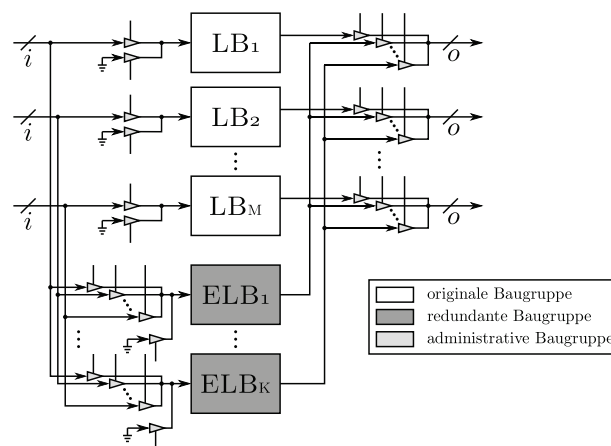 i
LB₁
o
i
LB₂
o
i
LBM
o
ELB₁
originale Baugruppe
redundante Baugruppe
administrative Baugruppe
ELBK